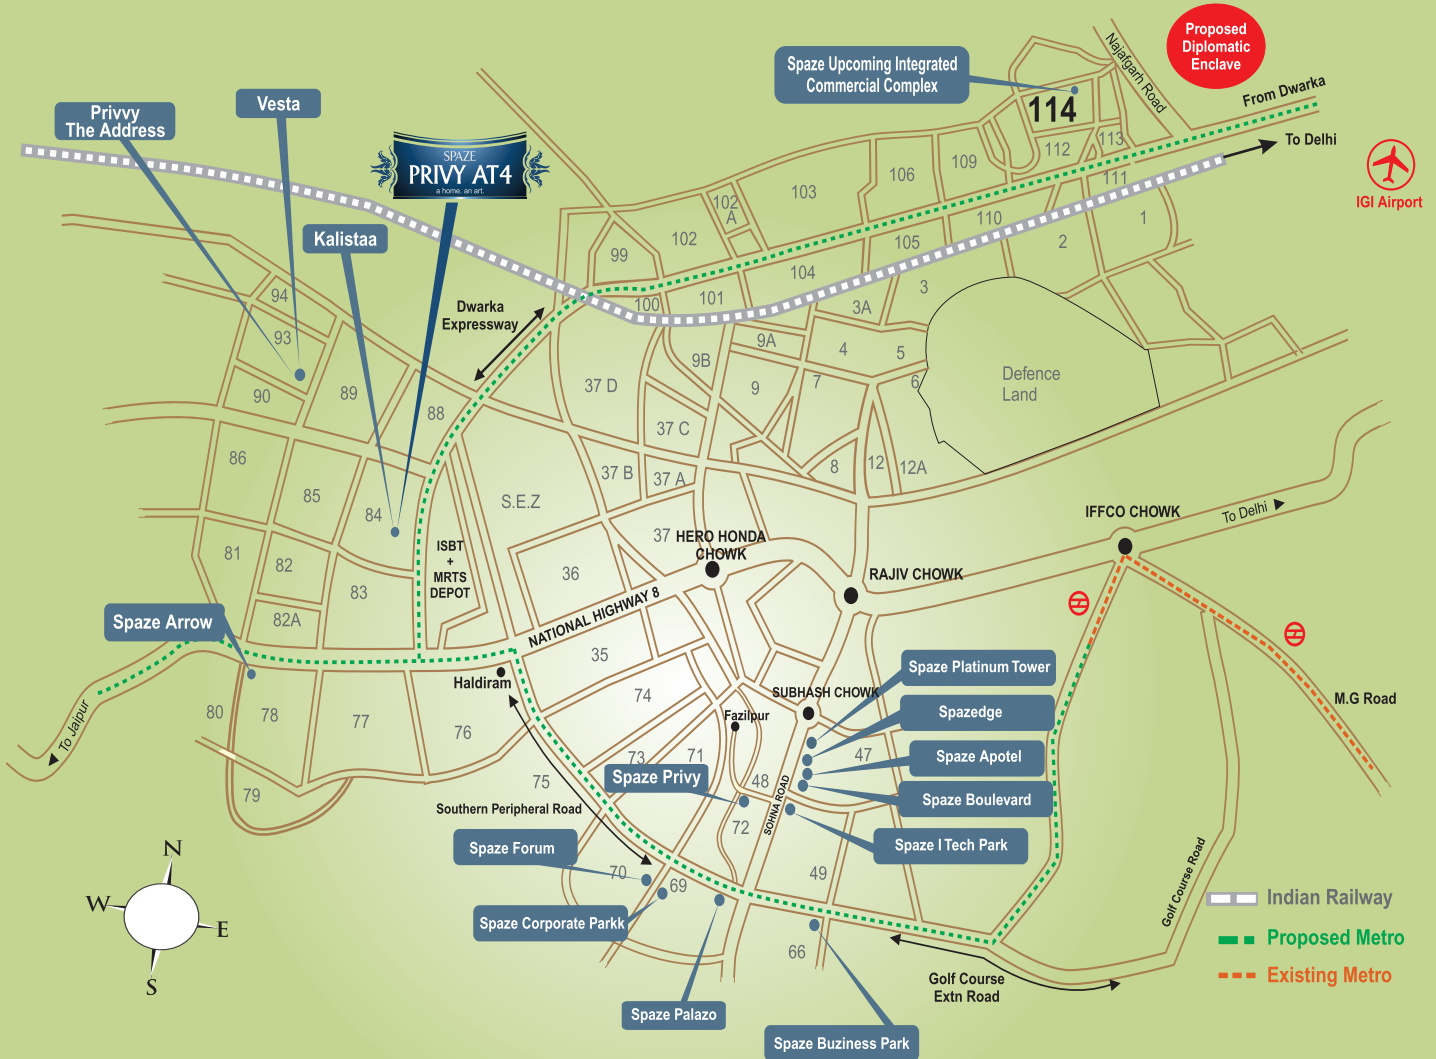 Proposed
Diplomatic
Enclave
Najafgarh Road
From Dwarka
To Delhi
IGI Airport
Spaze Upcoming Integrated
Commercial Complex
114
113
112
111
109
106
103
102
A
110
1
2
105
104
102
99
100
101
3
3A
Privvy
The Address
Vesta
SPAZE
PRIVY AT4
a home. an art.
Kalistaa
Dwarka
Expressway
94
93
90
89
88
86
85
84
81
82
83
82A
9A
9B
4
5
6
7
9
8
12
12A
Defence
Land
37 D
37 C
37 B
37 A
37
S.E.Z
36
ISBT
+
MRTS
DEPOT
HERO HONDA
CHOWK
RAJIV CHOWK
IFFCO CHOWK
To Delhi
NATIONAL HIGHWAY 8
Spaze Arrow
To Jaipur
Haldiram
35
74
SUBHASH CHOWK
Fazilpur
M.G Road
80
78
77
76
79
75
73
71
48
47
72
49
70
69
66
Spaze Platinum Tower
Spazedge
Spaze Apotel
Spaze Boulevard
Spaze I Tech Park
SOHNA ROAD
Spaze Privy
Southern Peripheral Road
Spaze Forum
Spaze Corporate Parkk
Spaze Palazo
Spaze Buziness Park
Golf Course
Extn Road
Golf Course Road
N
W
E
S
Indian Railway
Proposed Metro
Existing Metro